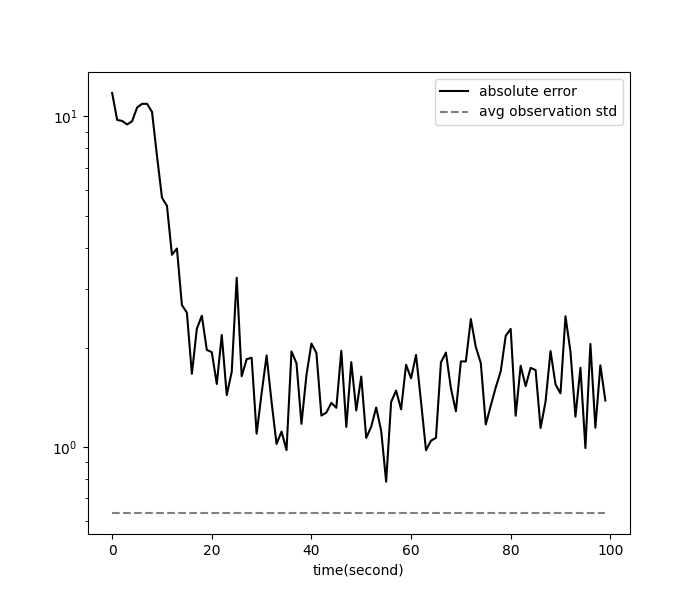 absolute error
avg observation std
10¹
10⁰
0 20 40 60 80 100
time(second)